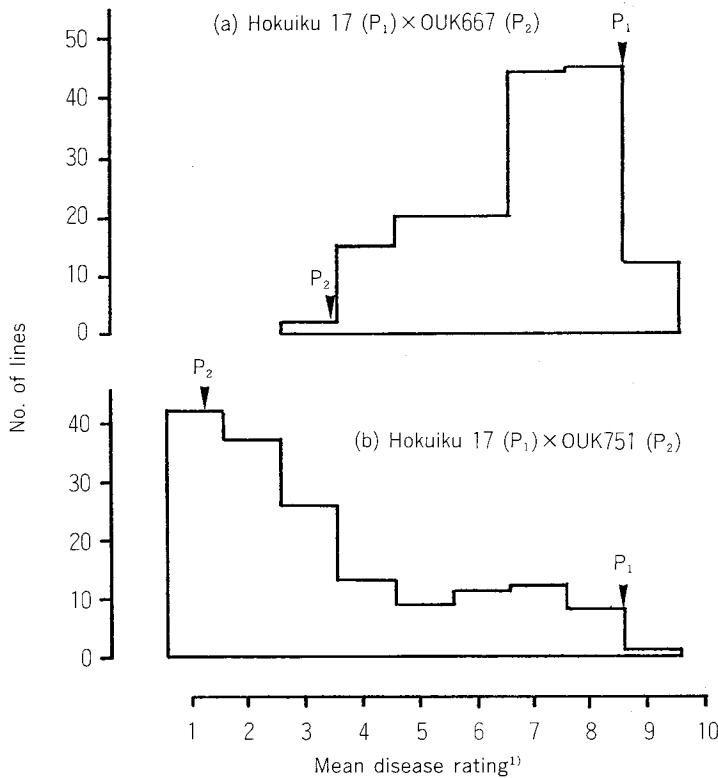 (a) Hokuiku 17 (P₁)×OUK667 (P₂)
P₁
50
40
30
20
10
0
P₂
No. of lines
P₂
(b) Hokuiku 17 (P₁)×OUK751 (P₂)
P₁
40
30
20
10
0
1 2 3 4 5 6 7 8 9 10
Mean disease rating¹⁾